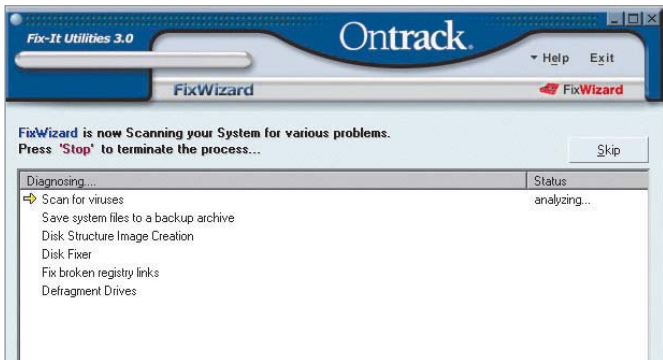 Fix-It Utilities 3.0
Ontrack.
Help Exit
FixWizard
FixWizard
FixWizard is now Scanning your System for various problems.
Press 'Stop' to terminate the process...
Skip
Diagnosing.... Status
Scan for viruses analyzing...
Save system files to a backup archive
Disk Structure Image Creation
Disk Fixer
Fix broken registry links
Defragment Drives